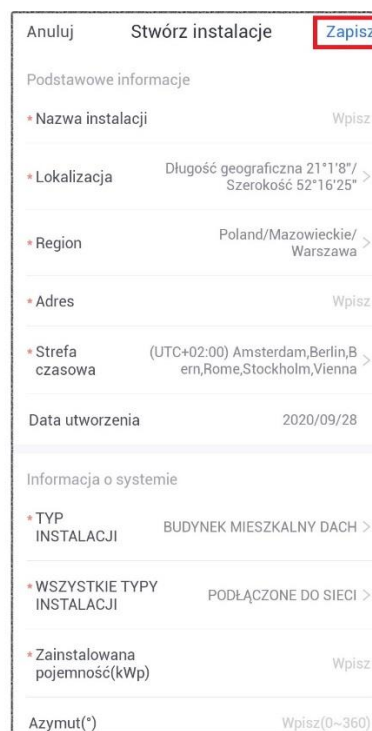 Anuluj Stwórz instalacje Zapisz
Podstawowe informacje
* Nazwa instalacji Wpisz
* Lokalizacja Długość geograficzna 21°1'8"/
Szerokość 52°16'25" >
* Region Poland/Mazowieckie/
Warszawa >
* Adres Wpisz
* Strefa (UTC+02:00) Amsterdam,Berlin,B
czasowa ern,Rome,Stockholm,Vienna >
Data utworzenia 2020/09/28
Informacja o systemie
* TYP
INSTALACJI BUDYNEK MIESZKALNY DACH >
* WSZYSTKIE TYPY
INSTALACJI PODŁĄCZONE DO SIECI >
* Zainstalowana
pojemność(kWp) Wpisz
Azymut(°) Wpisz(0~360)